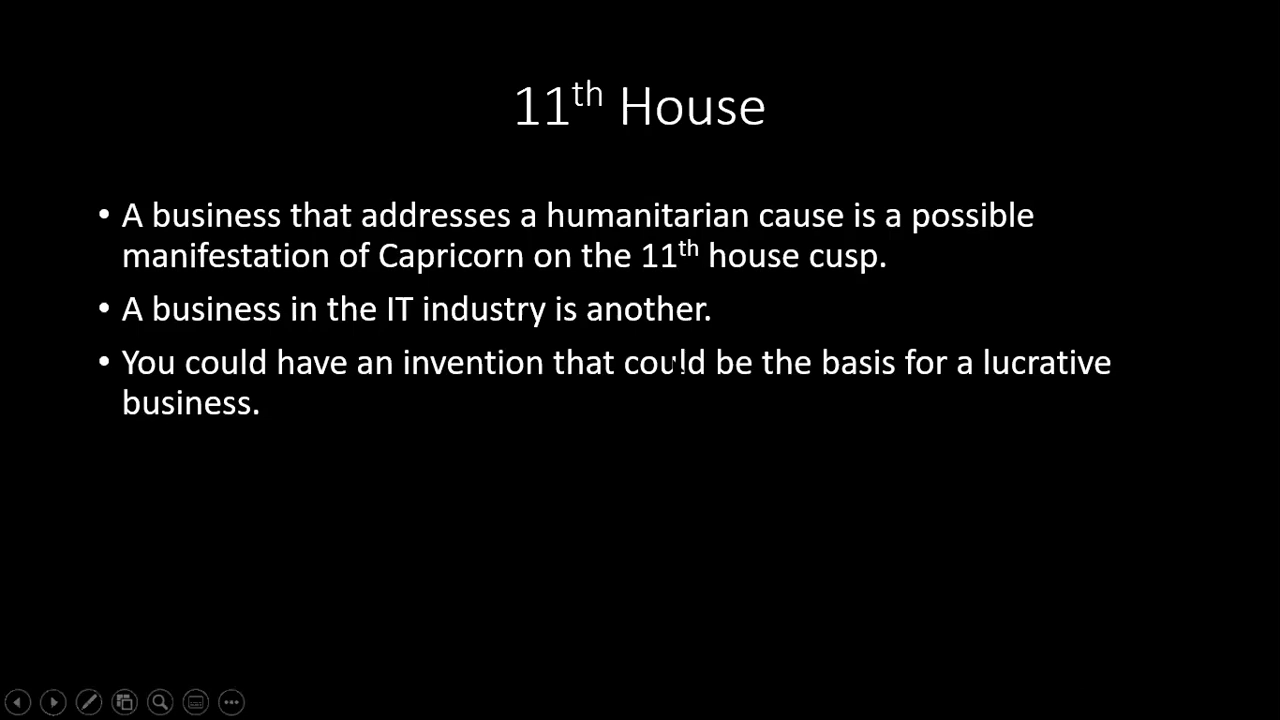 11th House
• A business that addresses a humanitarian cause is a possible
manifestation of Capricorn on the 11th house cusp.
• A business in the IT industry is another.
• You could have an invention that could be the basis for a lucrative
business.